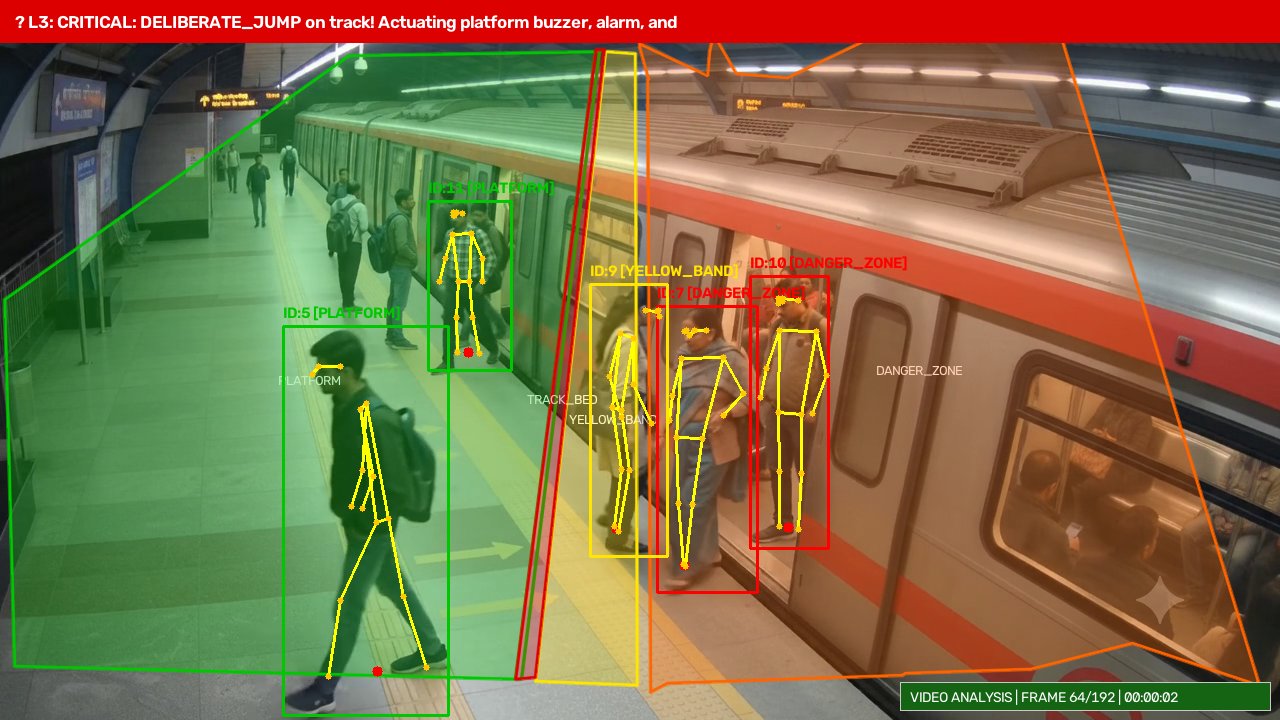 ? L3: CRITICAL: DELIBERATE_JUMP on track! Actuating platform buzzer, alarm, and
ID:11 [PLATFORM]
ID:9 [YELLOW_BAND]
ID:10 [DANGER_ZONE]
ID:7 [DANGER_ZONE]
ID:5 [PLATFORM]
PLATFORM
TRACK_BED
YELLOW_BAND
DANGER_ZONE
VIDEO ANALYSIS | FRAME 64/192 | 00:00:02